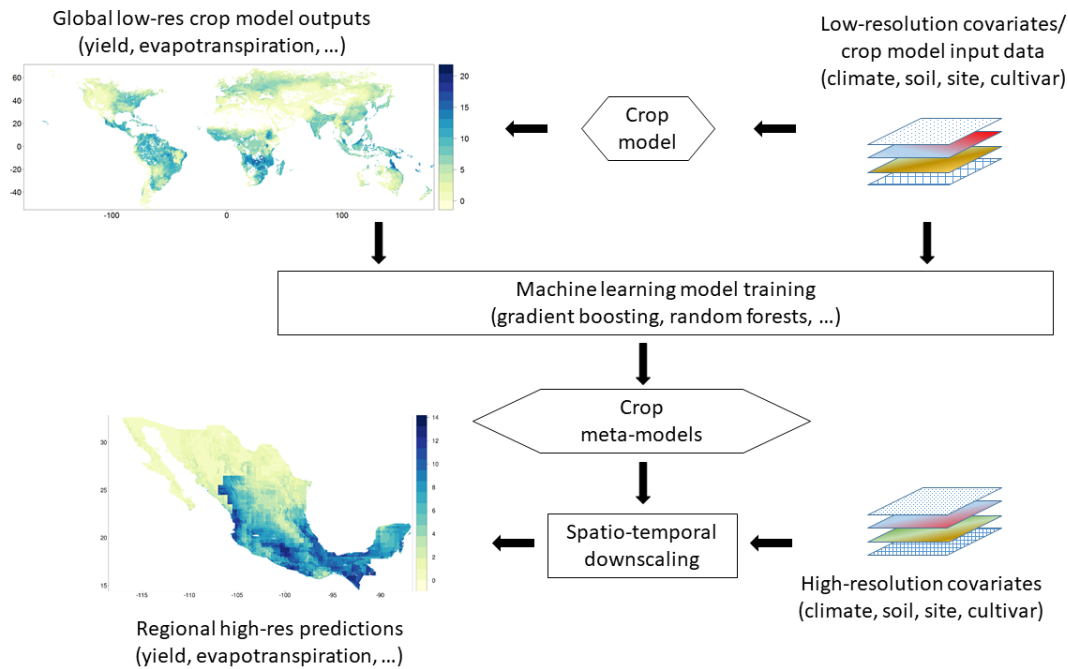 Global low-res crop model outputs
(yield, evapotranspiration, ...)
Low-resolution covariates/
crop model input data
(climate, soil, site, cultivar)
60
40
20
0
-20
-40
-100
0
100
20
15
10
5
0
Crop
model
Machine learning model training
(gradient boosting, random forests, ...)
Crop
meta-models
30
25
20
15
-115
-110
-105
-100
-95
-90
14
12
10
8
6
4
2
0
Spatio-temporal
downscaling
High-resolution covariates
(climate, soil, site, cultivar)
Regional high-res predictions
(yield, evapotranspiration, ...)